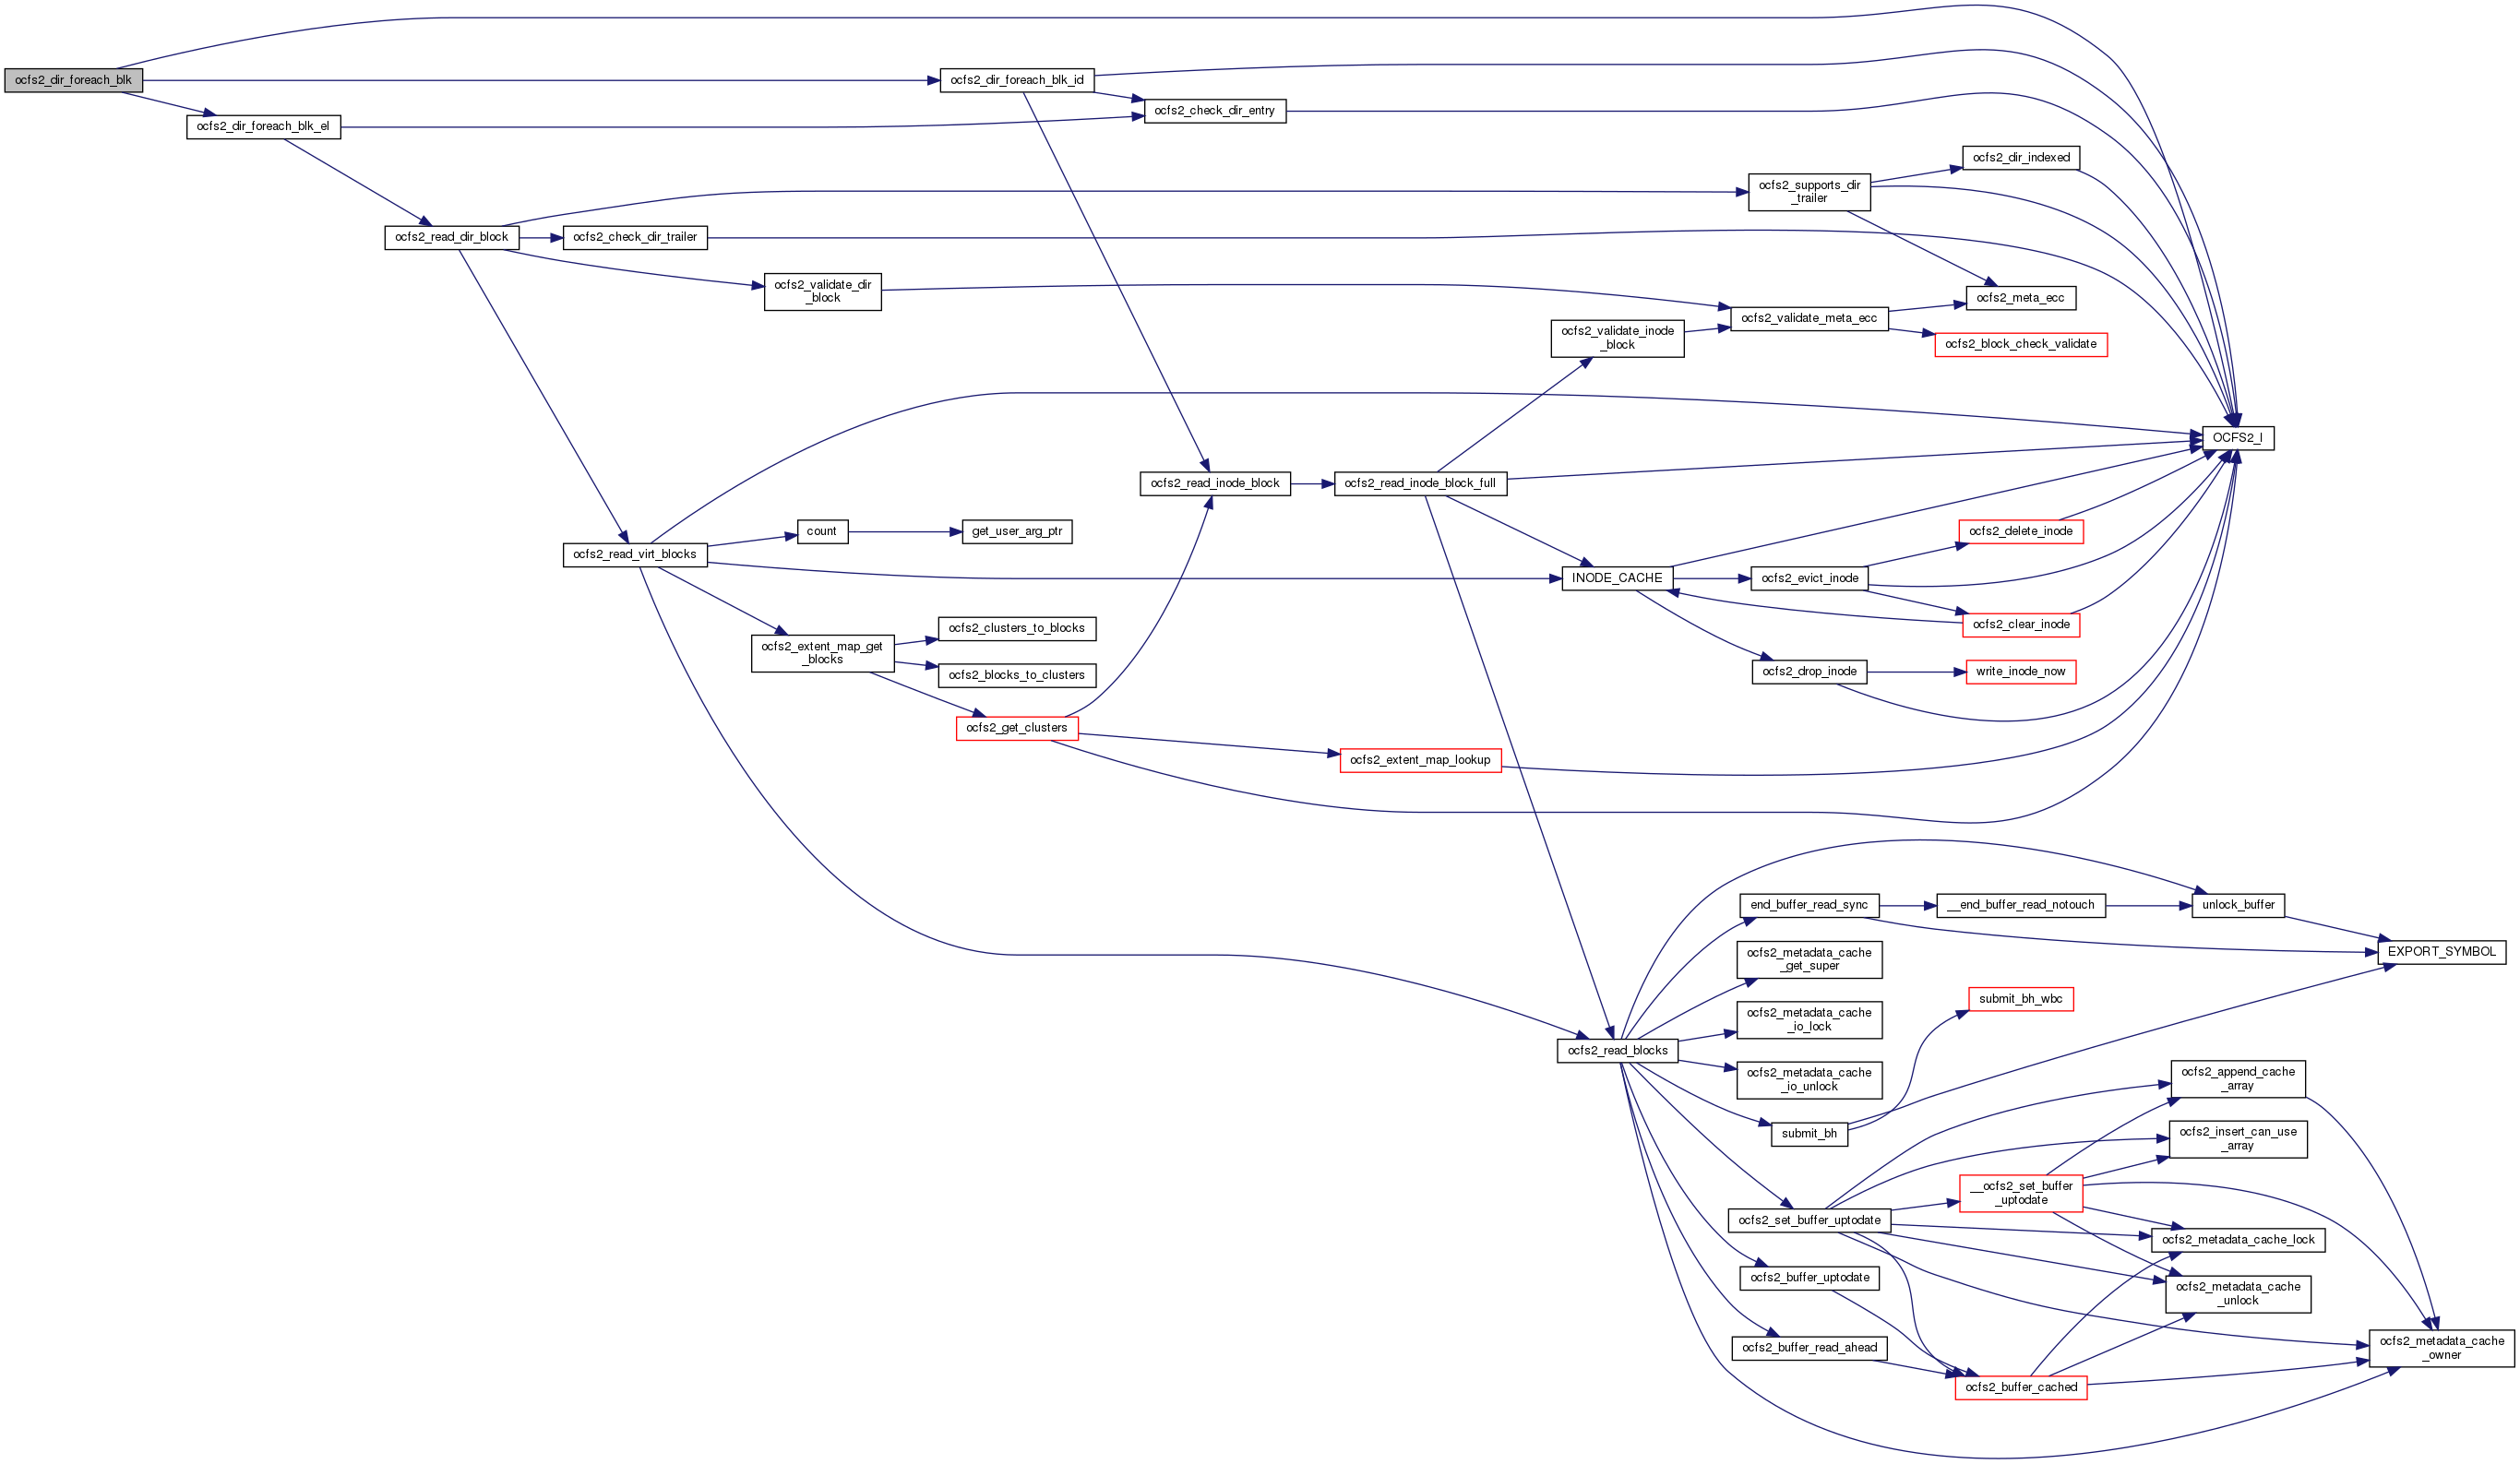 ocfs2_dir_foreach_blk
ocfs2_dir_foreach_blk_id
ocfs2_check_dir_entry
ocfs2_dir_foreach_blk_el
ocfs2_dir_indexed
ocfs2_supports_dir
_trailer
ocfs2_read_dir_block
ocfs2_check_dir_trailer
ocfs2_validate_dir
_block
ocfs2_meta_ecc
ocfs2_validate_meta_ecc
ocfs2_validate_inode
_block
ocfs2_block_check_validate
OCFS2_I
ocfs2_read_inode_block
ocfs2_read_inode_block_full
count
get_user_arg_ptr
ocfs2_delete_inode
ocfs2_read_virt_blocks
INODE_CACHE
ocfs2_evict_inode
ocfs2_clusters_to_blocks
ocfs2_clear_inode
ocfs2_extent_map_get
_blocks
ocfs2_blocks_to_clusters
ocfs2_drop_inode
write_inode_now
ocfs2_get_clusters
ocfs2_extent_map_lookup
end_buffer_read_sync
__end_buffer_read_notouch
unlock_buffer
ocfs2_metadata_cache
_get_super
EXPORT_SYMBOL
submit_bh_wbc
ocfs2_metadata_cache
_io_lock
ocfs2_read_blocks
ocfs2_metadata_cache
_io_unlock
ocfs2_append_cache
_array
submit_bh
ocfs2_insert_can_use
_array
__ocfs2_set_buffer
_uptodate
ocfs2_set_buffer_uptodate
ocfs2_metadata_cache_lock
ocfs2_buffer_uptodate
ocfs2_metadata_cache
_unlock
ocfs2_buffer_read_ahead
ocfs2_metadata_cache
_owner
ocfs2_buffer_cached